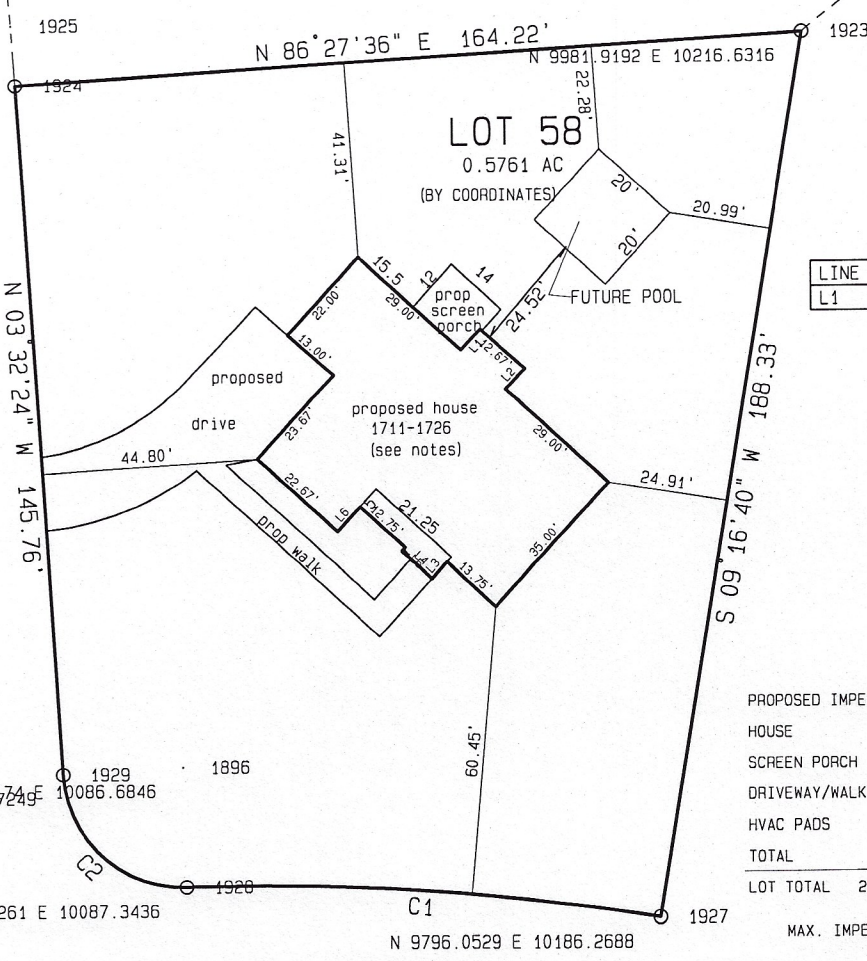 1925
1923
N 86°27'36" E 164.22'
N 9981.9192 E 10216.6316
1924
22.28'
41.31'
LOT 58
0.5761 AC
(BY COORDINATES)
20'
20'
20.99'
LINE
L1
15.5
12
14
prop
screen
porch
24.52'
FUTURE POOL
22.00'
29.00'
13.00'
L1
12.67'
L2
N 03°32'24" W 145.76'
S 09°16'40" W 188.33'
proposed
drive
proposed house
1711-1726
(see notes)
23.67'
29.00'
44.80'
24.91'
22.67'
L6
12.75'
21.25
L4
L3
13.75'
35.00'
prop walk
60.45'
PROPOSED IMPE
HOUSE
SCREEN PORCH
DRIVEWAY/WALK
HVAC PADS
TOTAL
LOT TOTAL 2
MAX. IMPE
1929
1896
E 10086.6846
C2
1928
261 E 10087.3436
C1
1927
N 9796.0529 E 10186.2688